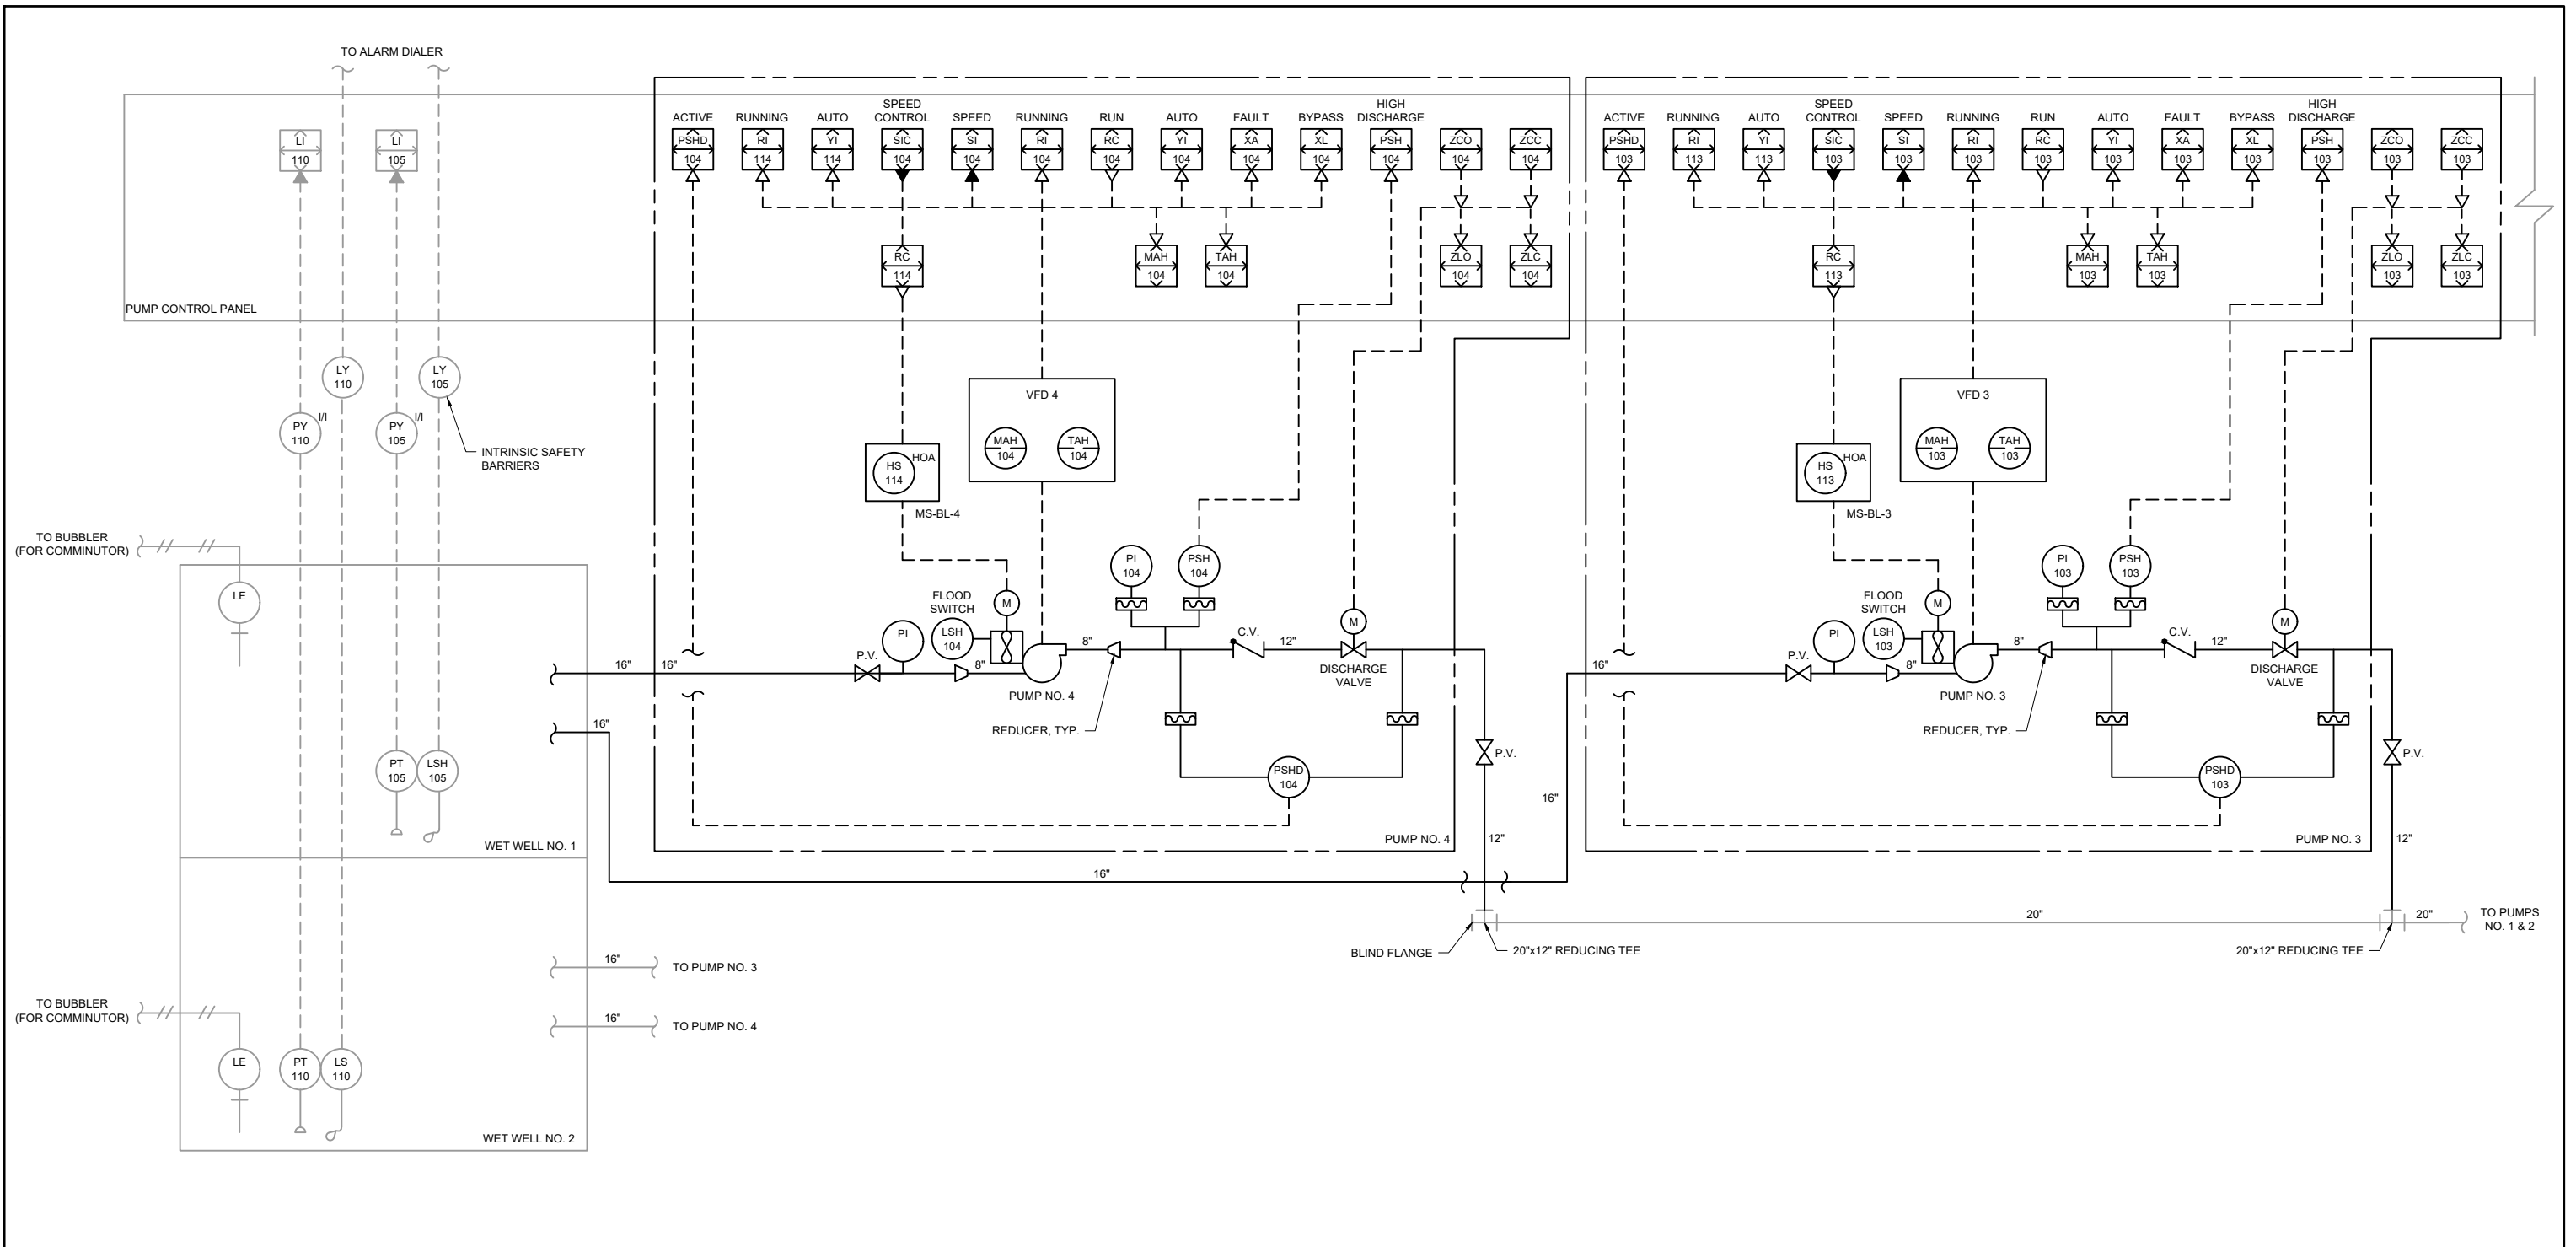 TO ALARM DIALER
LI
110
LI
105
PUMP CONTROL PANEL
LY
110
LY
105
PY
110
I/I
PY
105
I/I
INTRINSIC SAFETY
BARRIERS
TO BUBBLER
(FOR COMMINUTOR)
LE
PT
105
LSH
105
WET WELL NO. 1
TO BUBBLER
(FOR COMMINUTOR)
LE
PT
110
LS
110
WET WELL NO. 2
16"
16"
16"
16"
TO PUMP NO. 3
16"
TO PUMP NO. 4
ACTIVE
PSHD
104
RUNNING
RI
114
AUTO
YI
114
SPEED
CONTROL
SIC
104
SPEED
SI
104
RUNNING
RI
104
RUN
RC
104
AUTO
YI
104
FAULT
XA
104
BYPASS
XL
104
HIGH
DISCHARGE
PSH
104
ZCO
104
ZCC
104
RC
114
MAH
104
TAH
104
ZLO
104
ZLC
104
VFD 4
MAH
104
TAH
104
HS
114
HOA
MS-BL-4
PI
104
PSH
104
FLOOD
SWITCH
M
LSH
104
PI
P.V.
8"
8"
PUMP NO. 4
REDUCER, TYP.
C.V.
12"
M
DISCHARGE
VALVE
PSHD
104
P.V.
PUMP NO. 4
12"
16"
16"
BLIND FLANGE
20"x12" REDUCING TEE
20"
ACTIVE
PSHD
103
RUNNING
RI
113
AUTO
YI
113
SPEED
CONTROL
SIC
103
SPEED
SI
103
RUNNING
RI
103
RUN
RC
103
AUTO
YI
103
FAULT
XA
103
BYPASS
XL
103
HIGH
DISCHARGE
PSH
103
ZCO
103
ZCC
103
RC
113
MAH
103
TAH
103
ZLO
103
ZLC
103
VFD 3
MAH
103
TAH
103
HS
113
HOA
MS-BL-3
PI
103
PSH
103
FLOOD
SWITCH
M
LSH
103
PI
P.V.
16"
8"
8"
PUMP NO. 3
REDUCER, TYP.
C.V.
12"
M
DISCHARGE
VALVE
PSHD
103
P.V.
PUMP NO. 3
12"
20"x12" REDUCING TEE
20"
TO PUMPS
NO. 1 & 2